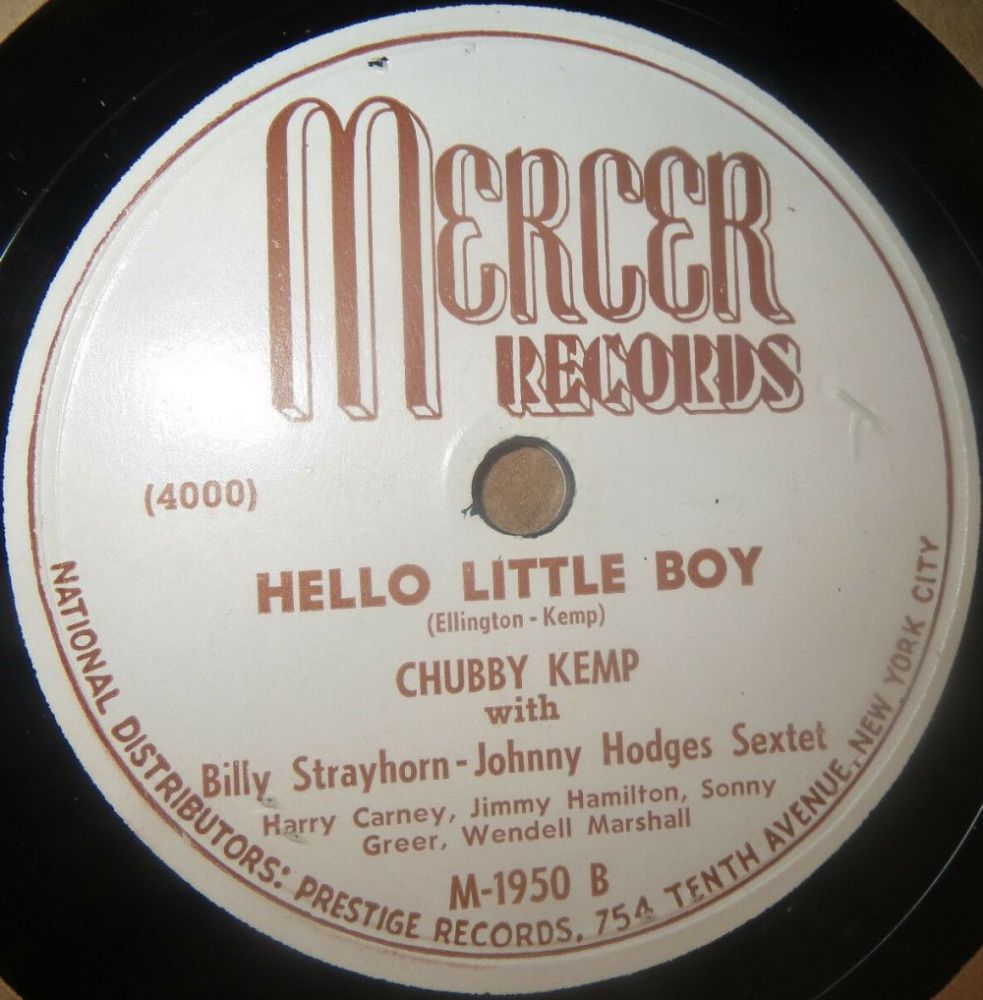 MERCER
RECORDS
(4000)
HELLO LITTLE BOY
(Ellington - Kemp)
CHUBBY KEMP
with
Billy Strayhorn - Johnny Hodges Sextet
Harry Carney, Jimmy Hamilton, Sonny
Greer, Wendell Marshall
M-1950 B
NATIONAL DISTRIBUTORS: PRESTIGE RECORDS, 754 TENTH AVENUE, NEW YORK CITY